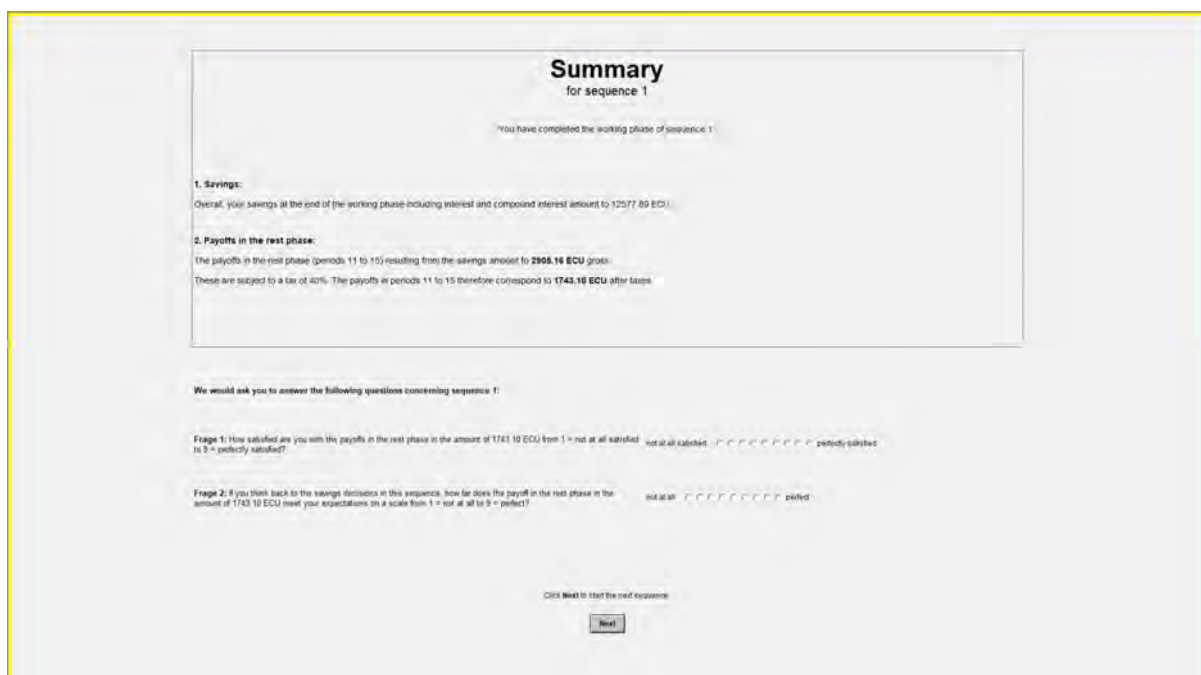 Summary
for sequence 1
You have completed the working phase of sequence 1
1. Savings:
Overall, your savings at the end of the working phase including interest and compound interest amount to 12577.89 ECU.
2. Payoffs in the rest phase:
The payoffs in the rest phase (periods 11 to 15) resulting from the savings amount to 2905.16 ECU gross.
These are subject to a tax of 40%. The payoffs in periods 11 to 15 therefore correspond to 1743.10 ECU after taxes.
We would ask you to answer the following questions concerning sequence 1:
Frage 1: How satisfied are you with the payoffs in the rest phase in the amount of 1743.10 ECU from 1 = not at all satisfied not at all satisfied perfectly satisfied
to 9 = perfectly satisfied?
Frage 2: If you think back to the savings decisions in this sequence, how far does the payoff in the rest phase in the not at all perfect
amount of 1743.10 ECU meet your expectations on a scale from 1 = not at all to 9 = perfect?
Click Next to start the next sequence
Next